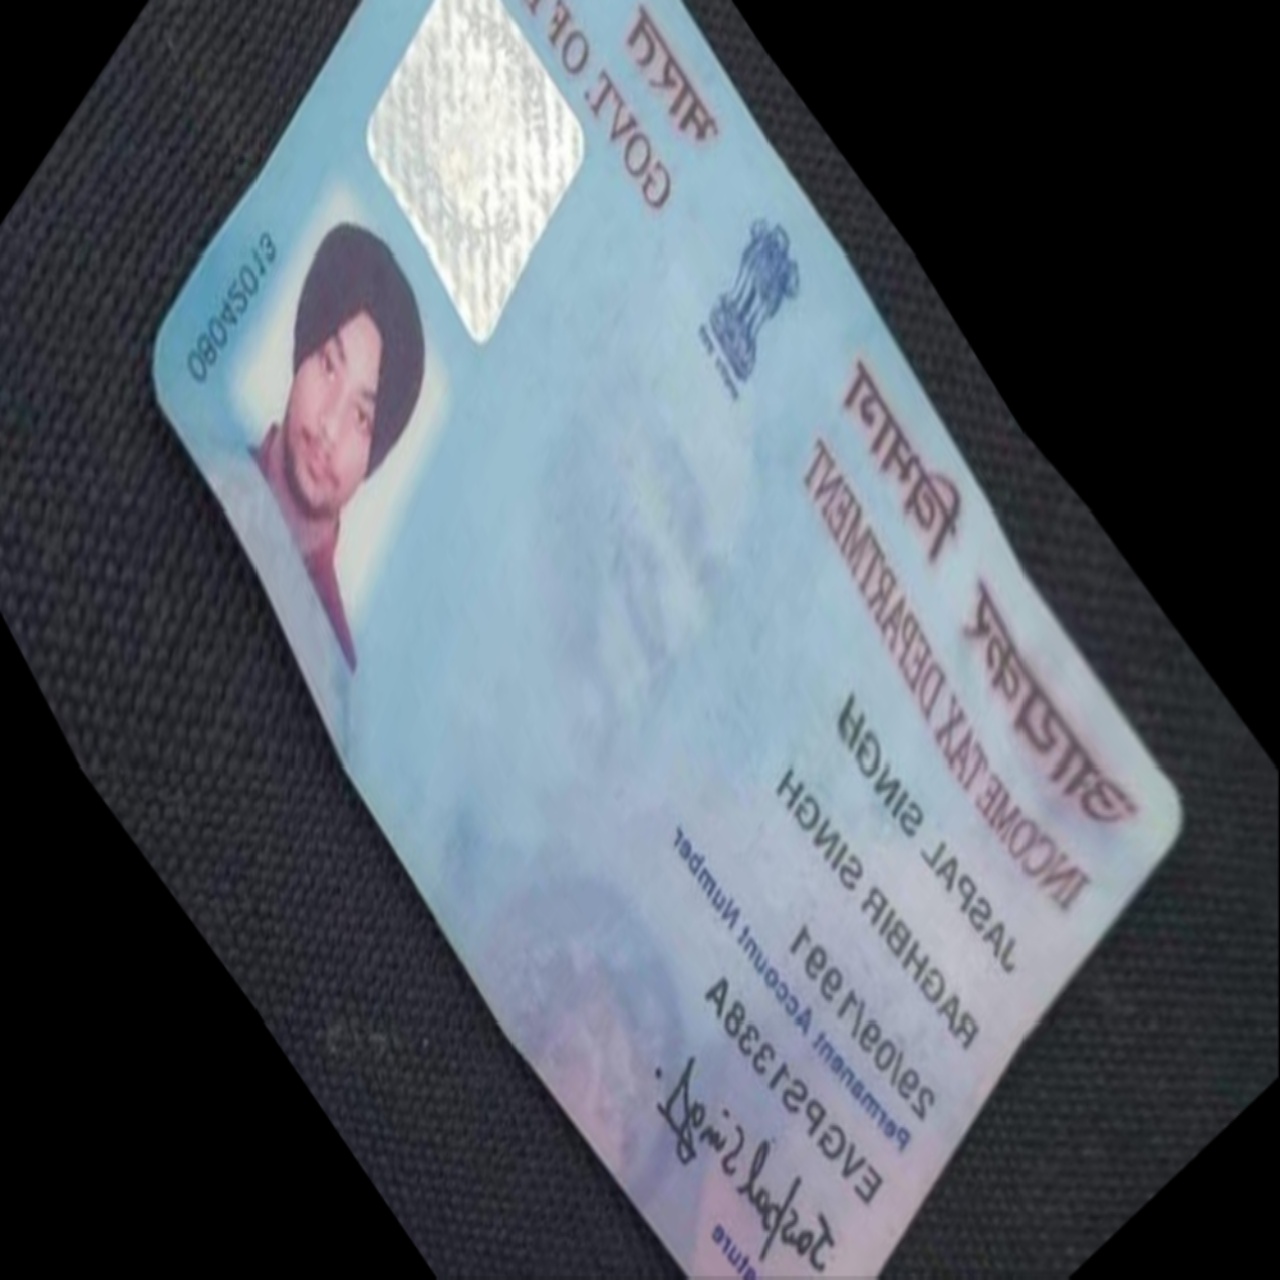 आयकर विभाग
INCOME TAX DEPARTMENT
भारत
GOVT. OF
JASPAL SINGH
RAGHBIR SINGH
29/09/1991
Permanent Account Number
EVGPS1338A
Jaspal Singh
08042013